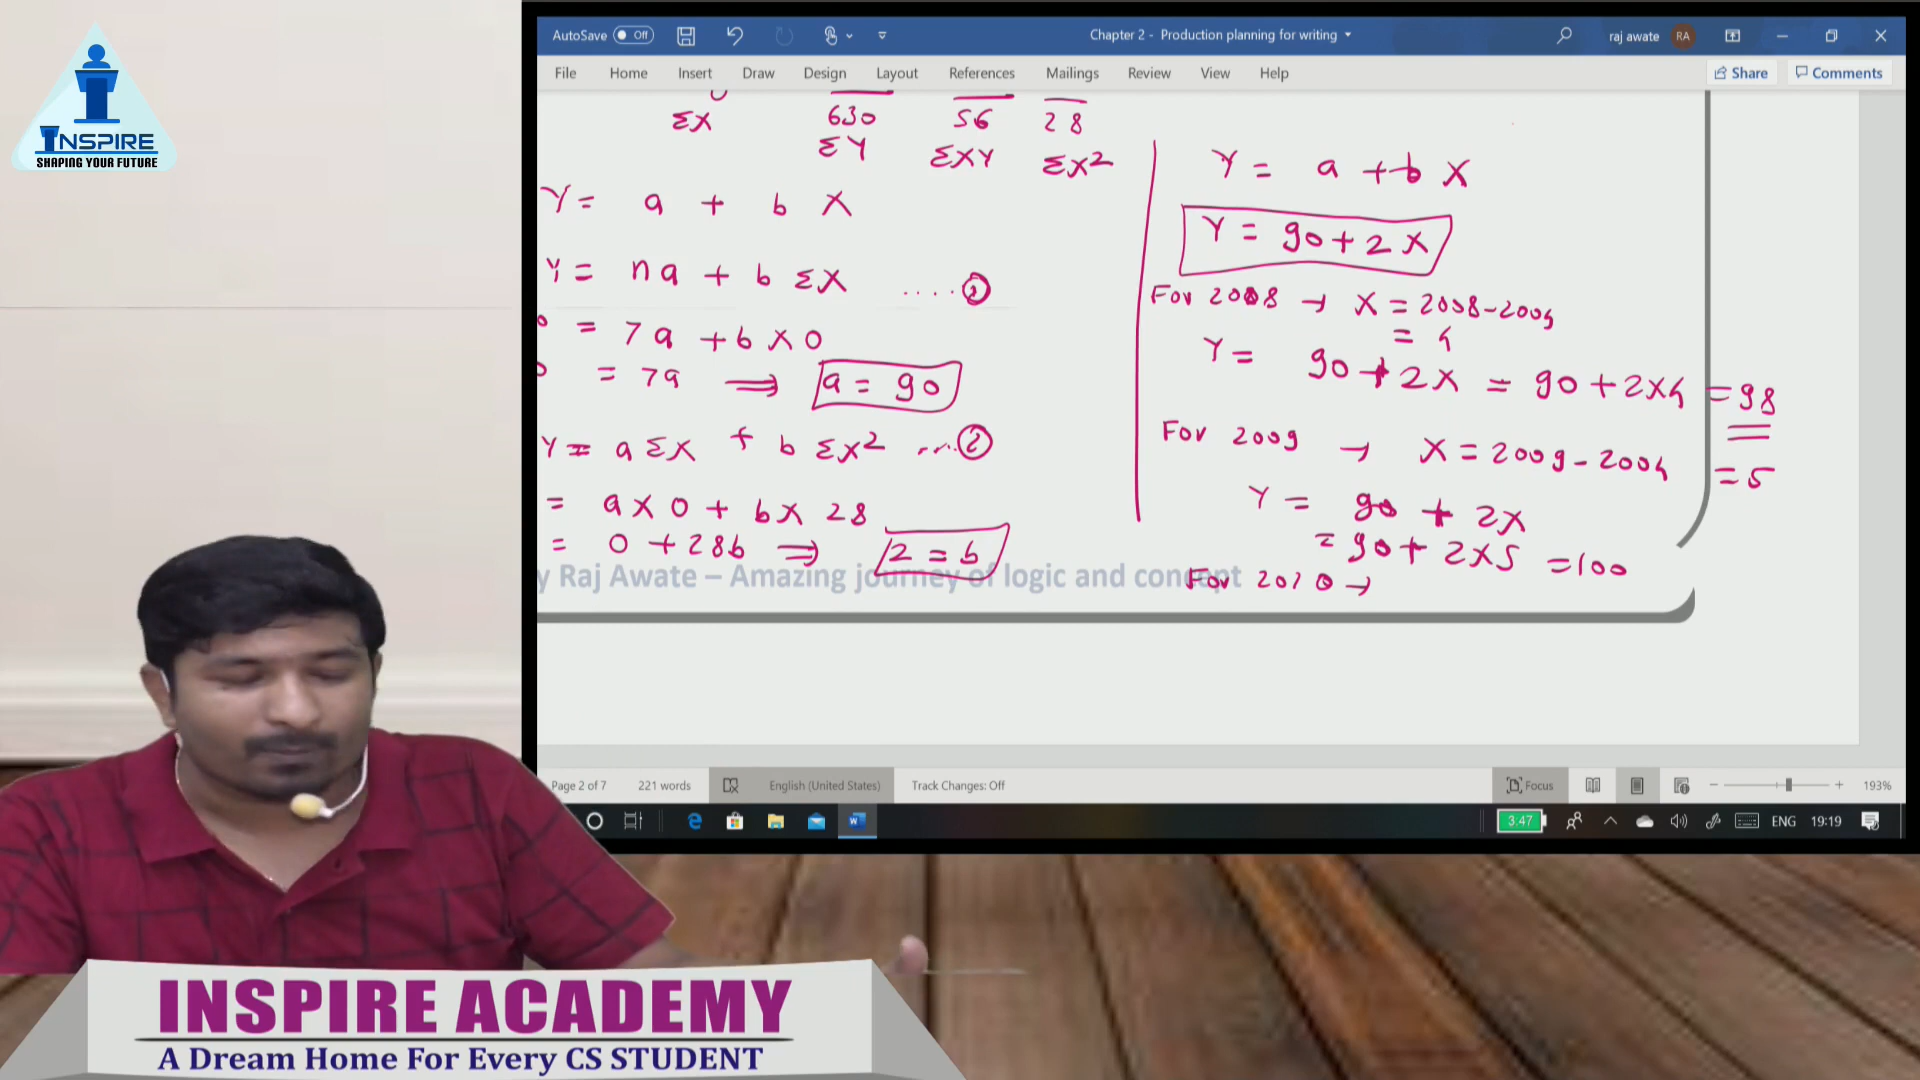 INSPIRE
SHAPING YOUR FUTURE
AutoSave Off
Chapter 2 - Production planning for writing
raj awate RA
File Home Insert Draw Design Layout References Mailings Review View Help
Share Comments
ΣX 630 56 28
ΣY ΣXY ΣX²
Y = a + b X
Y = na + b ΣX .... ①
= 7a + b X 0
= 7a ⇒ a = 90
Y = a ΣX + b ΣX² .... ②
= a X 0 + b X 28
= 0 + 28b ⇒ 2 = b
Y = a + b X
Y = 90 + 2 X
For 2008 → X = 2008 - 2004
= 4
Y = 90 + 2X = 90 + 2X4 = 98
For 2009 → X = 2009 - 2004 = 5
Y = 90 + 2X
= 90 + 2X5 = 100
For 2010 →
y Raj Awate – Amazing journey of logic and concept
Page 2 of 7 221 words English (United States) Track Changes: Off
Focus 193%
3.47 ENG 19:19
INSPIRE ACADEMY
A Dream Home For Every CS STUDENT